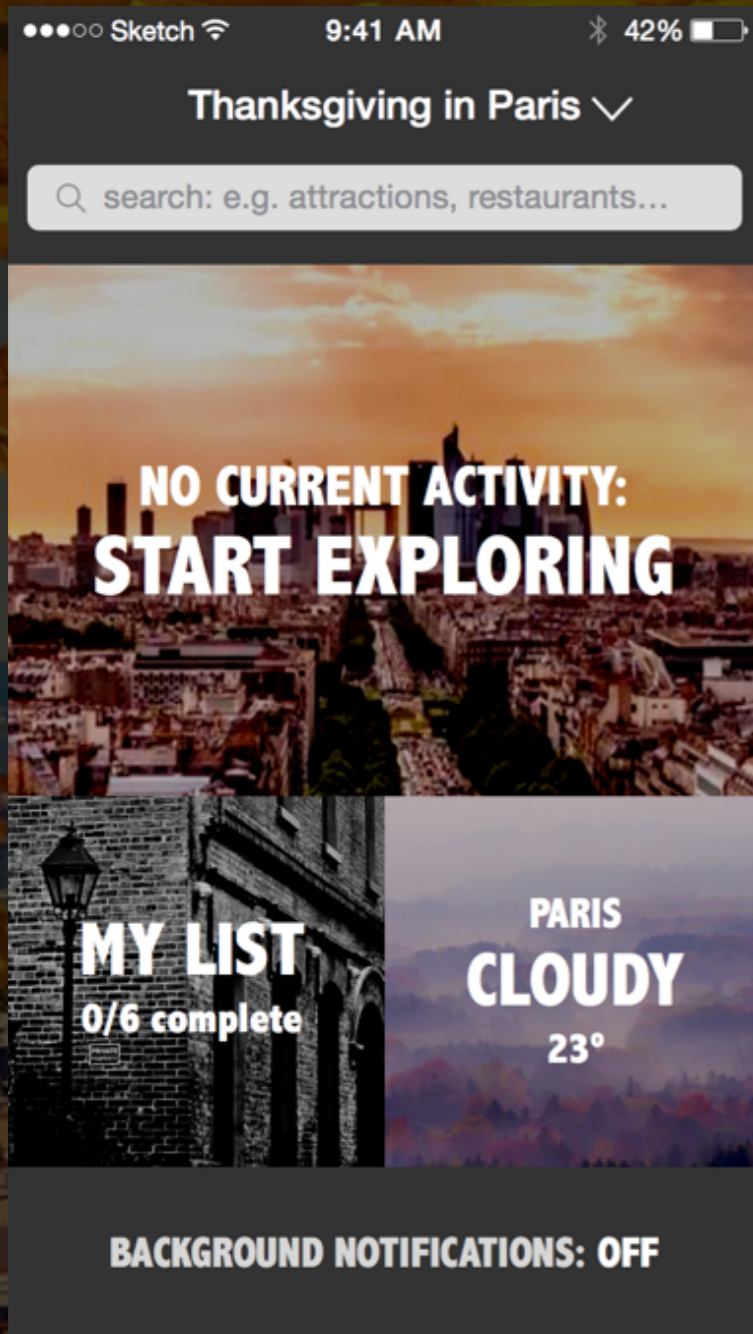 Sketch 9:41 AM 42%
Thanksgiving in Paris
search: e.g. attractions, restaurants...
NO CURRENT ACTIVITY:
START EXPLORING
MY LIST
0/6 complete
PRIVATE
PARIS
CLOUDY
23°
BACKGROUND NOTIFICATIONS: OFF